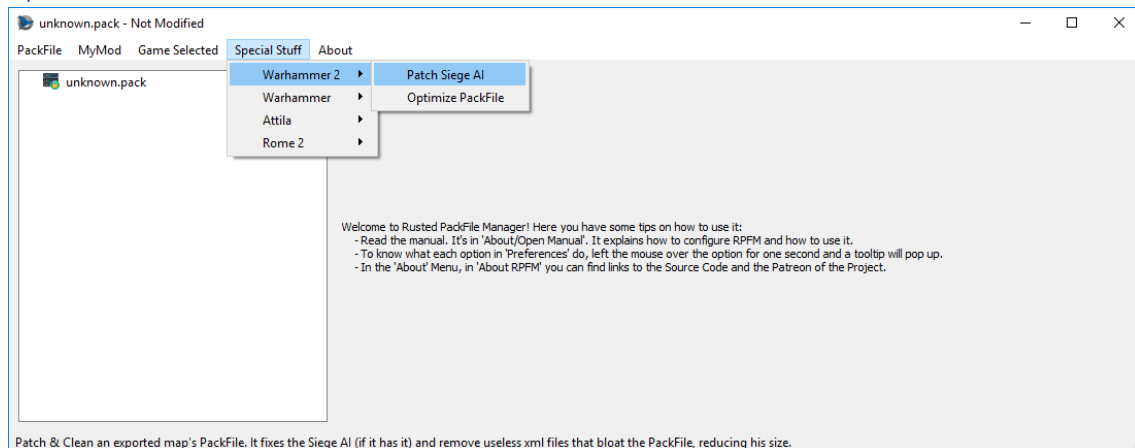 unknown.pack - Not Modified
PackFile MyMod Game Selected Special Stuff About
unknown.pack
Warhammer 2
Warhammer
Attila
Rome 2
Patch Siege AI
Optimize PackFile
Welcome to Rusted PackFile Manager! Here you have some tips on how to use it:
- Read the manual. It's in 'About/Open Manual'. It explains how to configure RPFM and how to use it.
- To know what each option in 'Preferences' do, left the mouse over the option for one second and a tooltip will pop up.
- In the 'About' Menu, in 'About RPFM' you can find links to the Source Code and the Patreon of the Project.
Patch & Clean an exported map's PackFile. It fixes the Siege AI (if it has it) and remove useless xml files that bloat the PackFile, reducing his size.